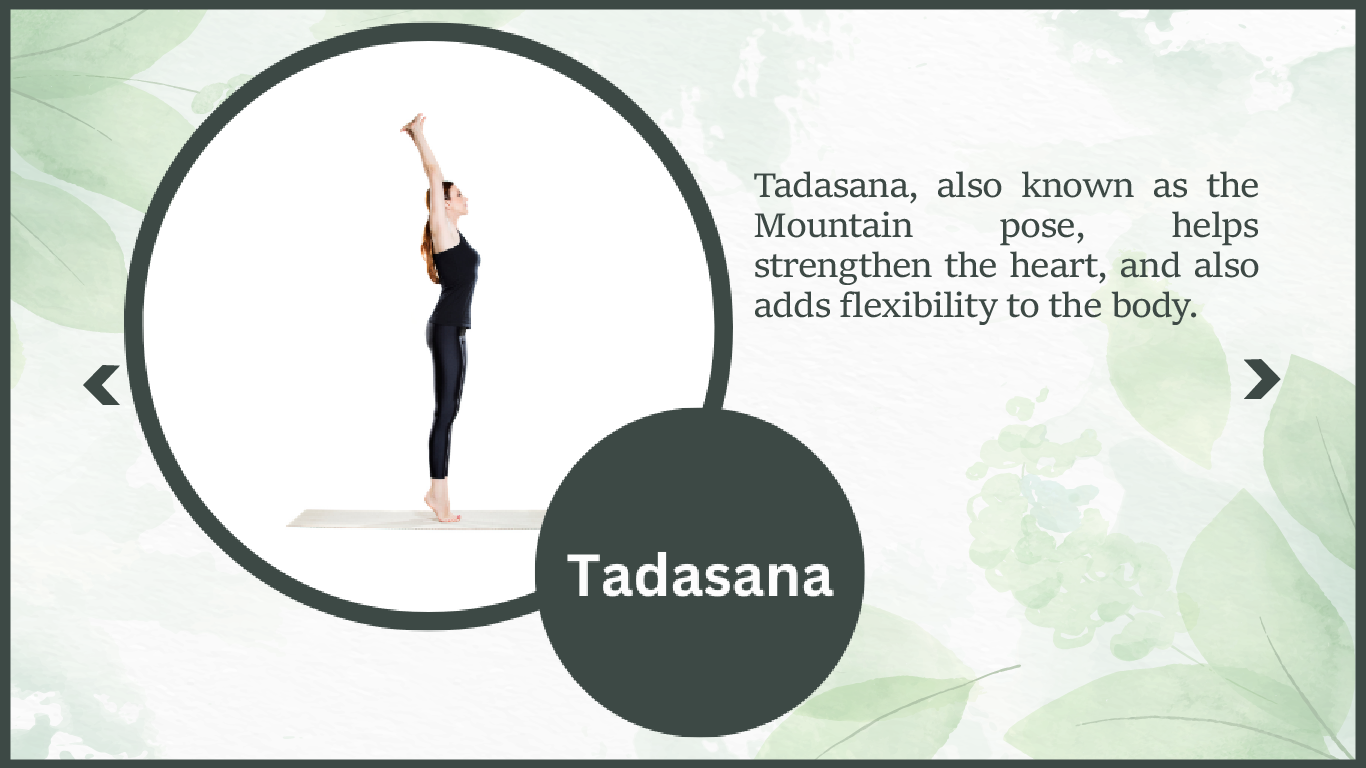 Tadasana, also known as the
Mountain pose, helps
strengthen the heart, and also
adds flexibility to the body.
Tadasana